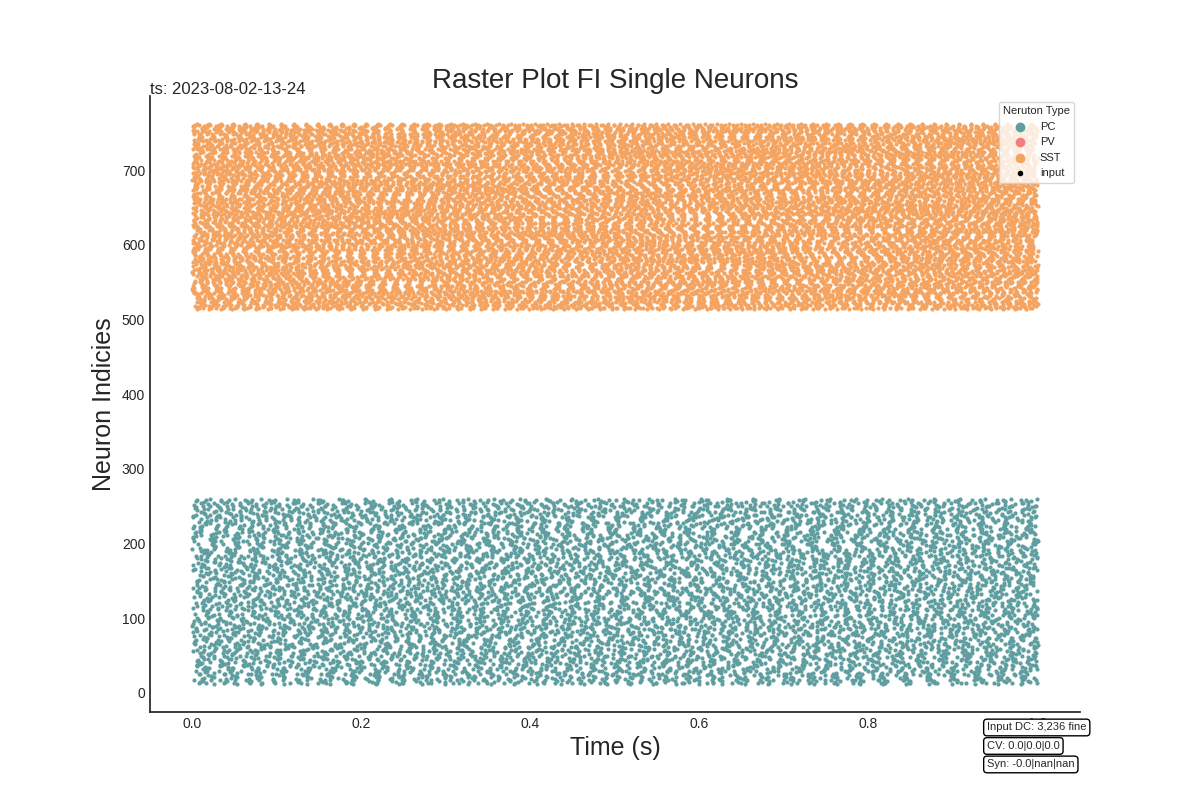 Raster Plot FI Single Neurons
ts: 2023-08-02-13-24
Neruton Type
PC
PV
SST
input
Neuron Indicies
700
600
500
400
300
200
100
0
0.0
0.2
0.4
0.6
0.8
Time (s)
Input DC: 3,236 fine
CV: 0.0|0.0|0.0
Syn: -0.0|nan|nan